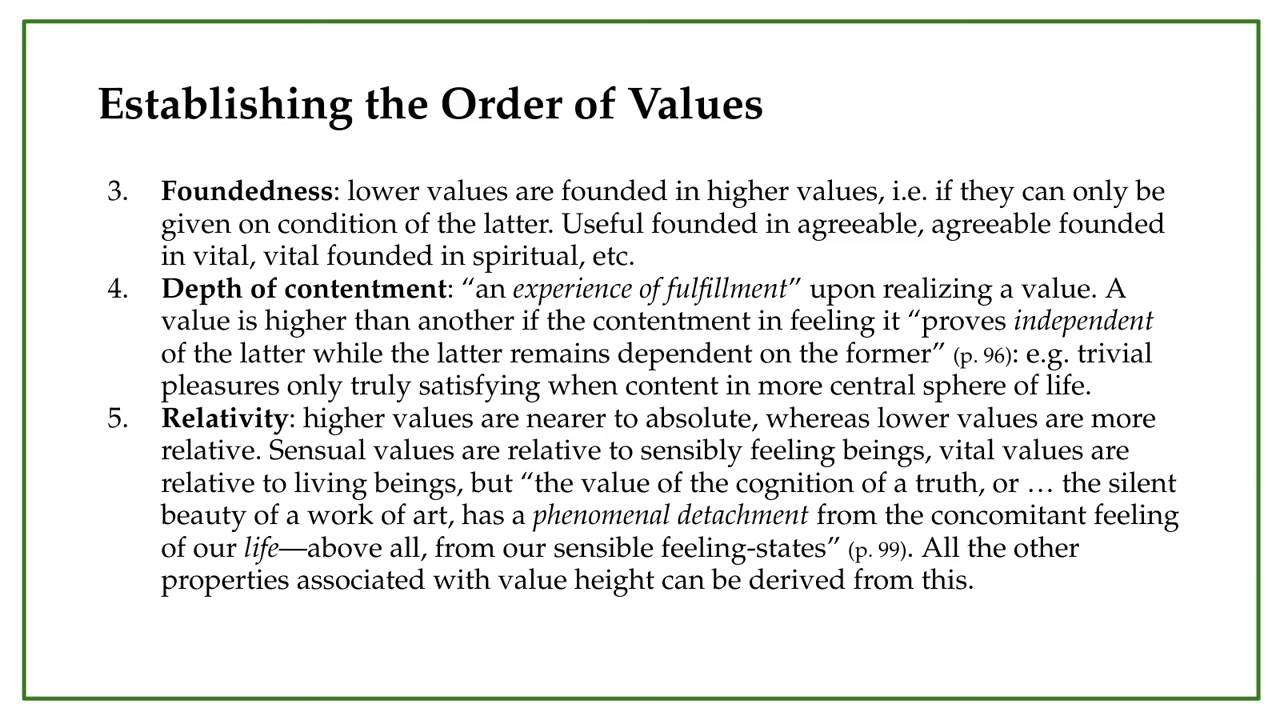 Establishing the Order of Values
3. Foundedness: lower values are founded in higher values, i.e. if they can only be
given on condition of the latter. Useful founded in agreeable, agreeable founded
in vital, vital founded in spiritual, etc.
4. Depth of contentment: “an experience of fulfillment” upon realizing a value. A
value is higher than another if the contentment in feeling it “proves independent
of the latter while the latter remains dependent on the former” (p. 96): e.g. trivial
pleasures only truly satisfying when content in more central sphere of life.
5. Relativity: higher values are nearer to absolute, whereas lower values are more
relative. Sensual values are relative to sensibly feeling beings, vital values are
relative to living beings, but “the value of the cognition of a truth, or … the silent
beauty of a work of art, has a phenomenal detachment from the concomitant feeling
of our life—above all, from our sensible feeling-states” (p. 99). All the other
properties associated with value height can be derived from this.